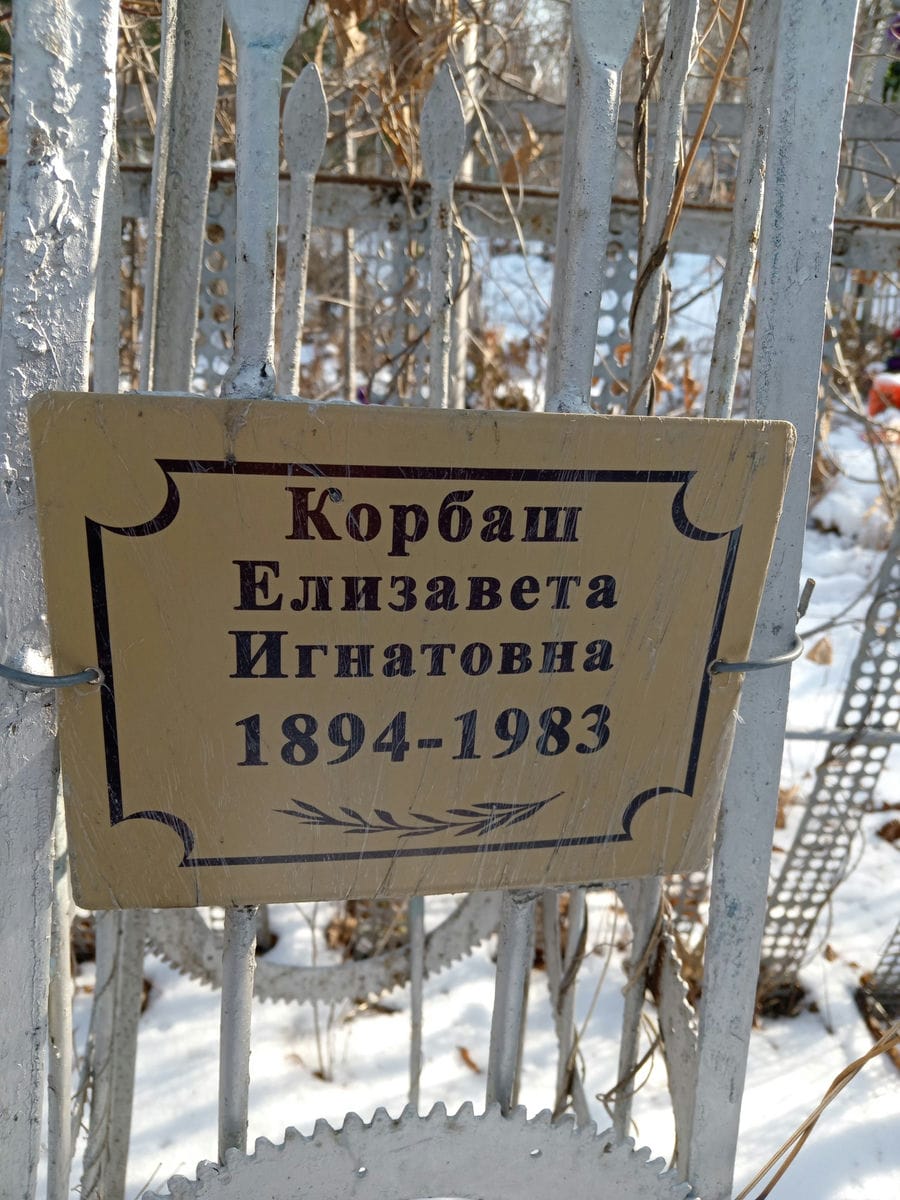 Корбаш
Елизавета
Игнатовна
1894-1983